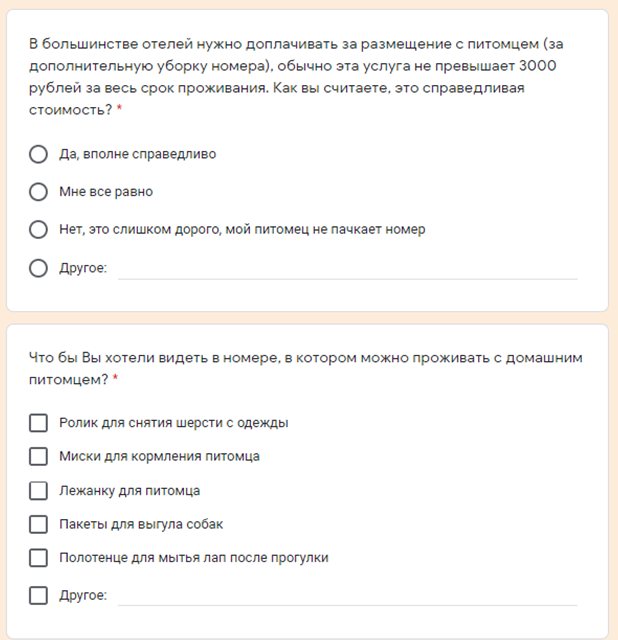 В большинстве отелей нужно доплачивать за размещение с питомцем (за
дополнительную уборку номера), обычно эта услуга не превышает 3000
рублей за весь срок проживания. Как вы считаете, это справедливая
стоимость? *
Да, вполне справедливо
Мне все равно
Нет, это слишком дорого, мой питомец не пачкает номер
Другое:
Что бы Вы хотели видеть в номере, в котором можно проживать с домашним
питомцем? *
Ролик для снятия шерсти с одежды
Миски для кормления питомца
Лежанку для питомца
Пакеты для выгула собак
Полотенце для мытья лап после прогулки
Другое: